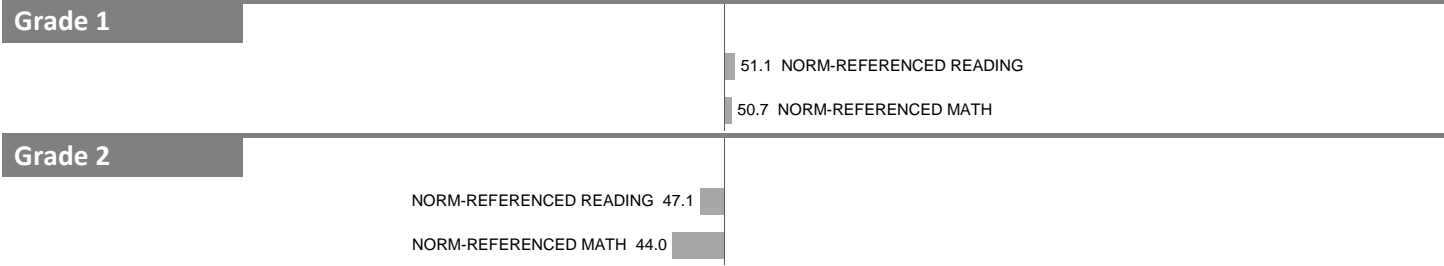 Grade 1
51.1 NORM-REFERENCED READING
50.7 NORM-REFERENCED MATH
Grade 2
NORM-REFERENCED READING 47.1
NORM-REFERENCED MATH 44.0